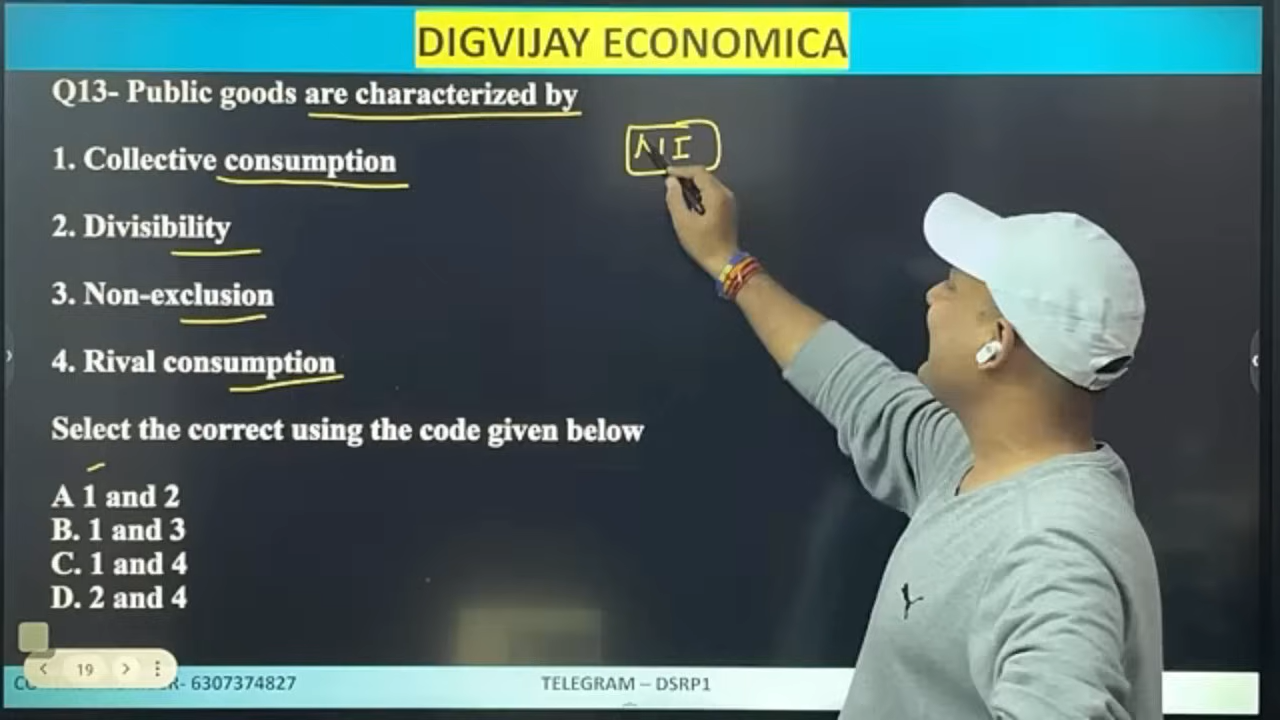 DIGVIJAY ECONOMICA
Q13- Public goods are characterized by
1. Collective consumption
2. Divisibility
3. Non-exclusion
4. Rival consumption
Select the correct using the code given below
A 1 and 2
B. 1 and 3
C. 1 and 4
D. 2 and 4
19
6307374827
TELEGRAM – DSRP1